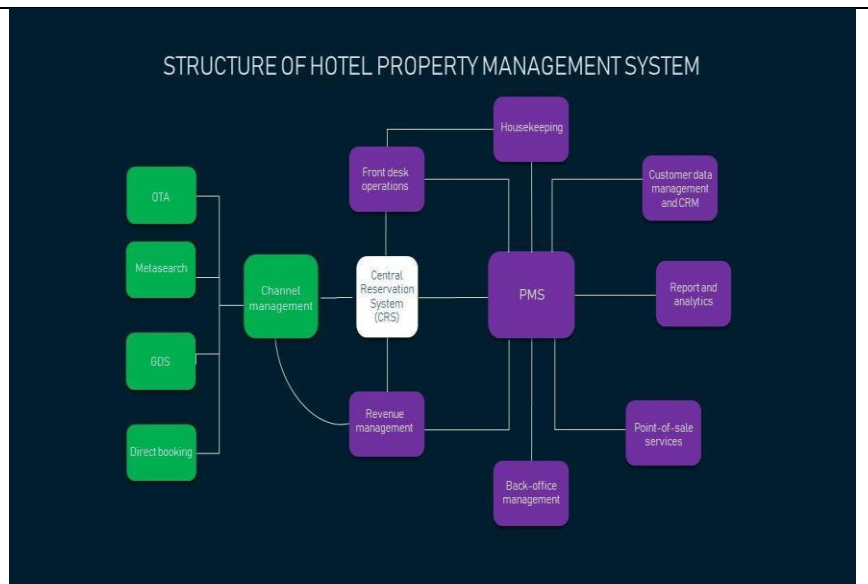 STRUCTURE OF HOTEL PROPERTY MANAGEMENT SYSTEM
Housekeeping
Front desk
operations
Customer data
management
and CRM
OTA
Metasearch
Channel
management
Central
Reservation
System
(CRS)
PMS
Report and
analytics
GDS
Revenue
management
Point-of-sale
services
Direct booking
Back-office
management